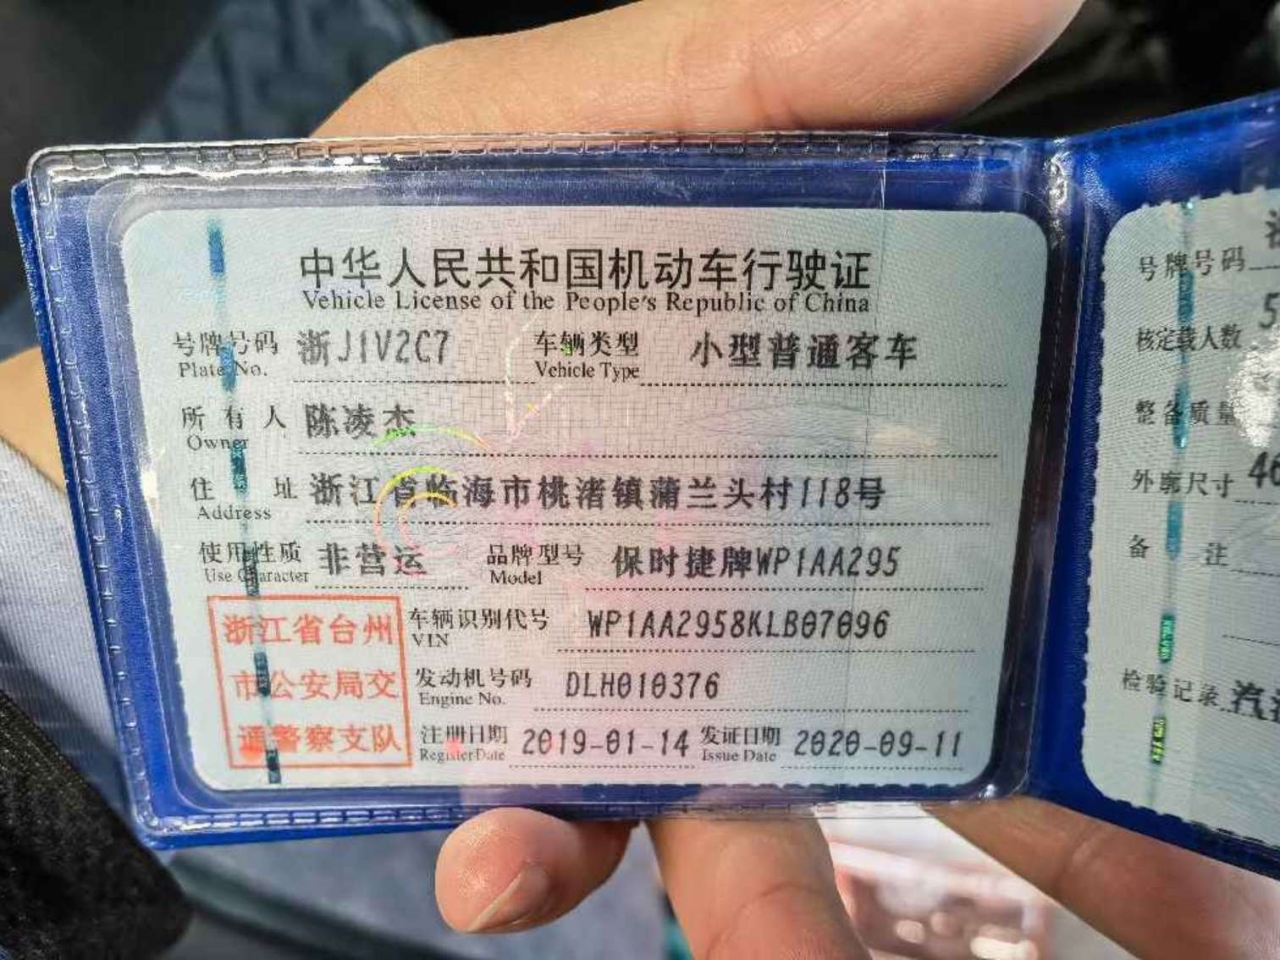 中华人民共和国机动车行驶证
Vehicle License of the People's Republic of China
号牌号码 浙J1V2C7 车辆类型 小型普通客车
Plate No. Vehicle Type
所有人 陈凌杰
Owner
住址 浙江省临海市桃渚镇蒲兰头村118号
Address
使用性质 非营运 品牌型号 保时捷牌WP1AA295
Use Character Model
浙江省台州
市公安局交
通警察支队
车辆识别代号 WP1AA2958KLB07096
VIN
发动机号码 DLH010376
Engine No.
注册日期 2019-01-14 发证日期 2020-09-11
Register Date Issue Date
号牌号码
核定载人数 5
整备质量
外廓尺寸 46
备注
检验记录 汽